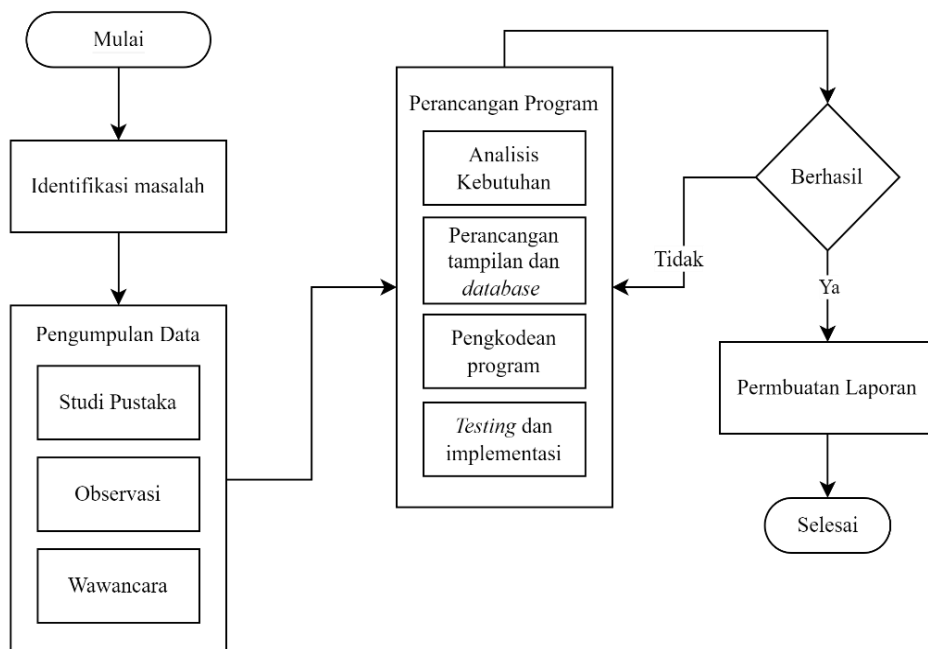 Mulai
Identifikasi masalah
Pengumpulan Data
Studi Pustaka
Observasi
Wawancara
Perancangan Program
Analisis
Kebutuhan
Perancangan
tampilan dan
database
Pengkodean
program
Testing dan
implementasi
Berhasil
Tidak
Ya
Permbuatan Laporan
Selesai